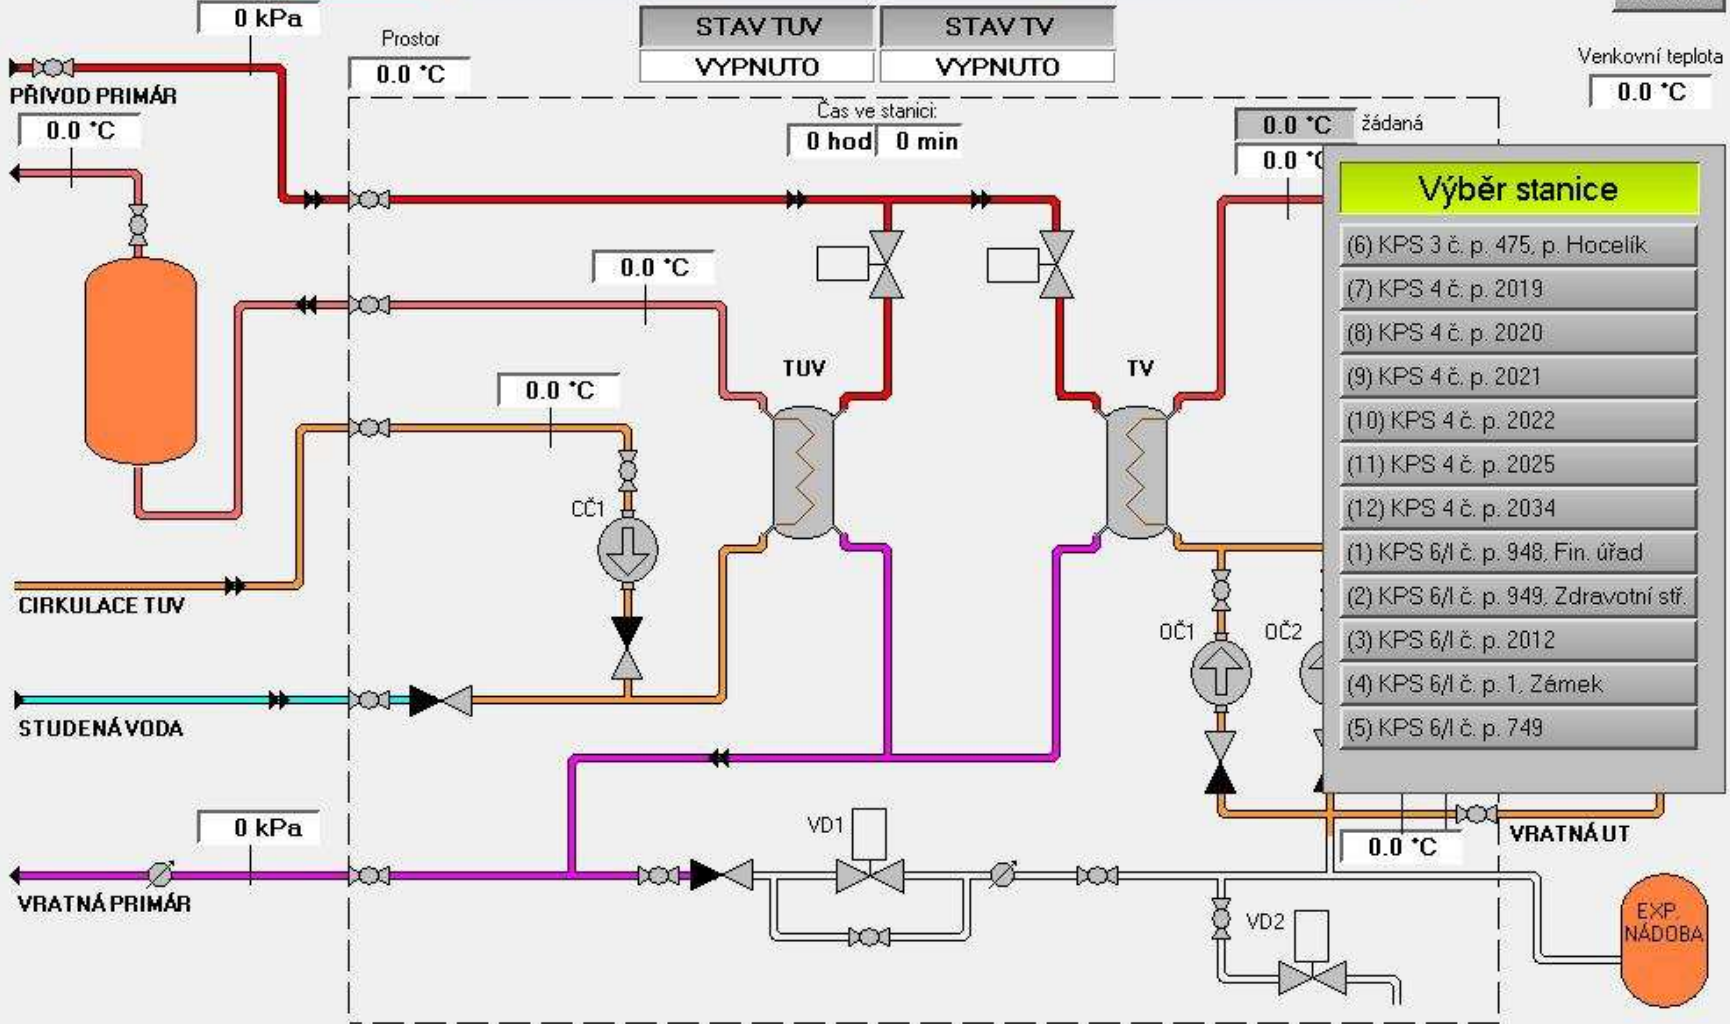 0 kPa
STAV TUV
STAV TV
Prostor
0.0 °C
VYPNUTO
VYPNUTO
Venkovní teplota
0.0 °C
PŘÍVOD PRIMÁR
0.0 °C
Čas ve stanici:
0 hod 0 min
0.0 °C žádaná
0.0 °C
Výběr stanice
(6) KPS 3 č. p. 475, p. Hocelík
(7) KPS 4 č. p. 2019
(8) KPS 4 č. p. 2020
(9) KPS 4 č. p. 2021
(10) KPS 4 č. p. 2022
(11) KPS 4 č. p. 2025
(12) KPS 4 č. p. 2034
(1) KPS 6/I č. p. 948, Fin. úřad
(2) KPS 6/I č. p. 949, Zdravotní stř.
(3) KPS 6/I č. p. 2012
(4) KPS 6/I č. p. 1, Zámek
(5) KPS 6/I č. p. 749
0.0 °C
TUV
TV
0.0 °C
CČ1
CIRKULACE TUV
OČ1
OČ2
STUDENÁ VODA
0 kPa
VD1
VRATNÁ UT
0.0 °C
VRATNÁ PRIMÁR
VD2
EXP.
NÁDOBA